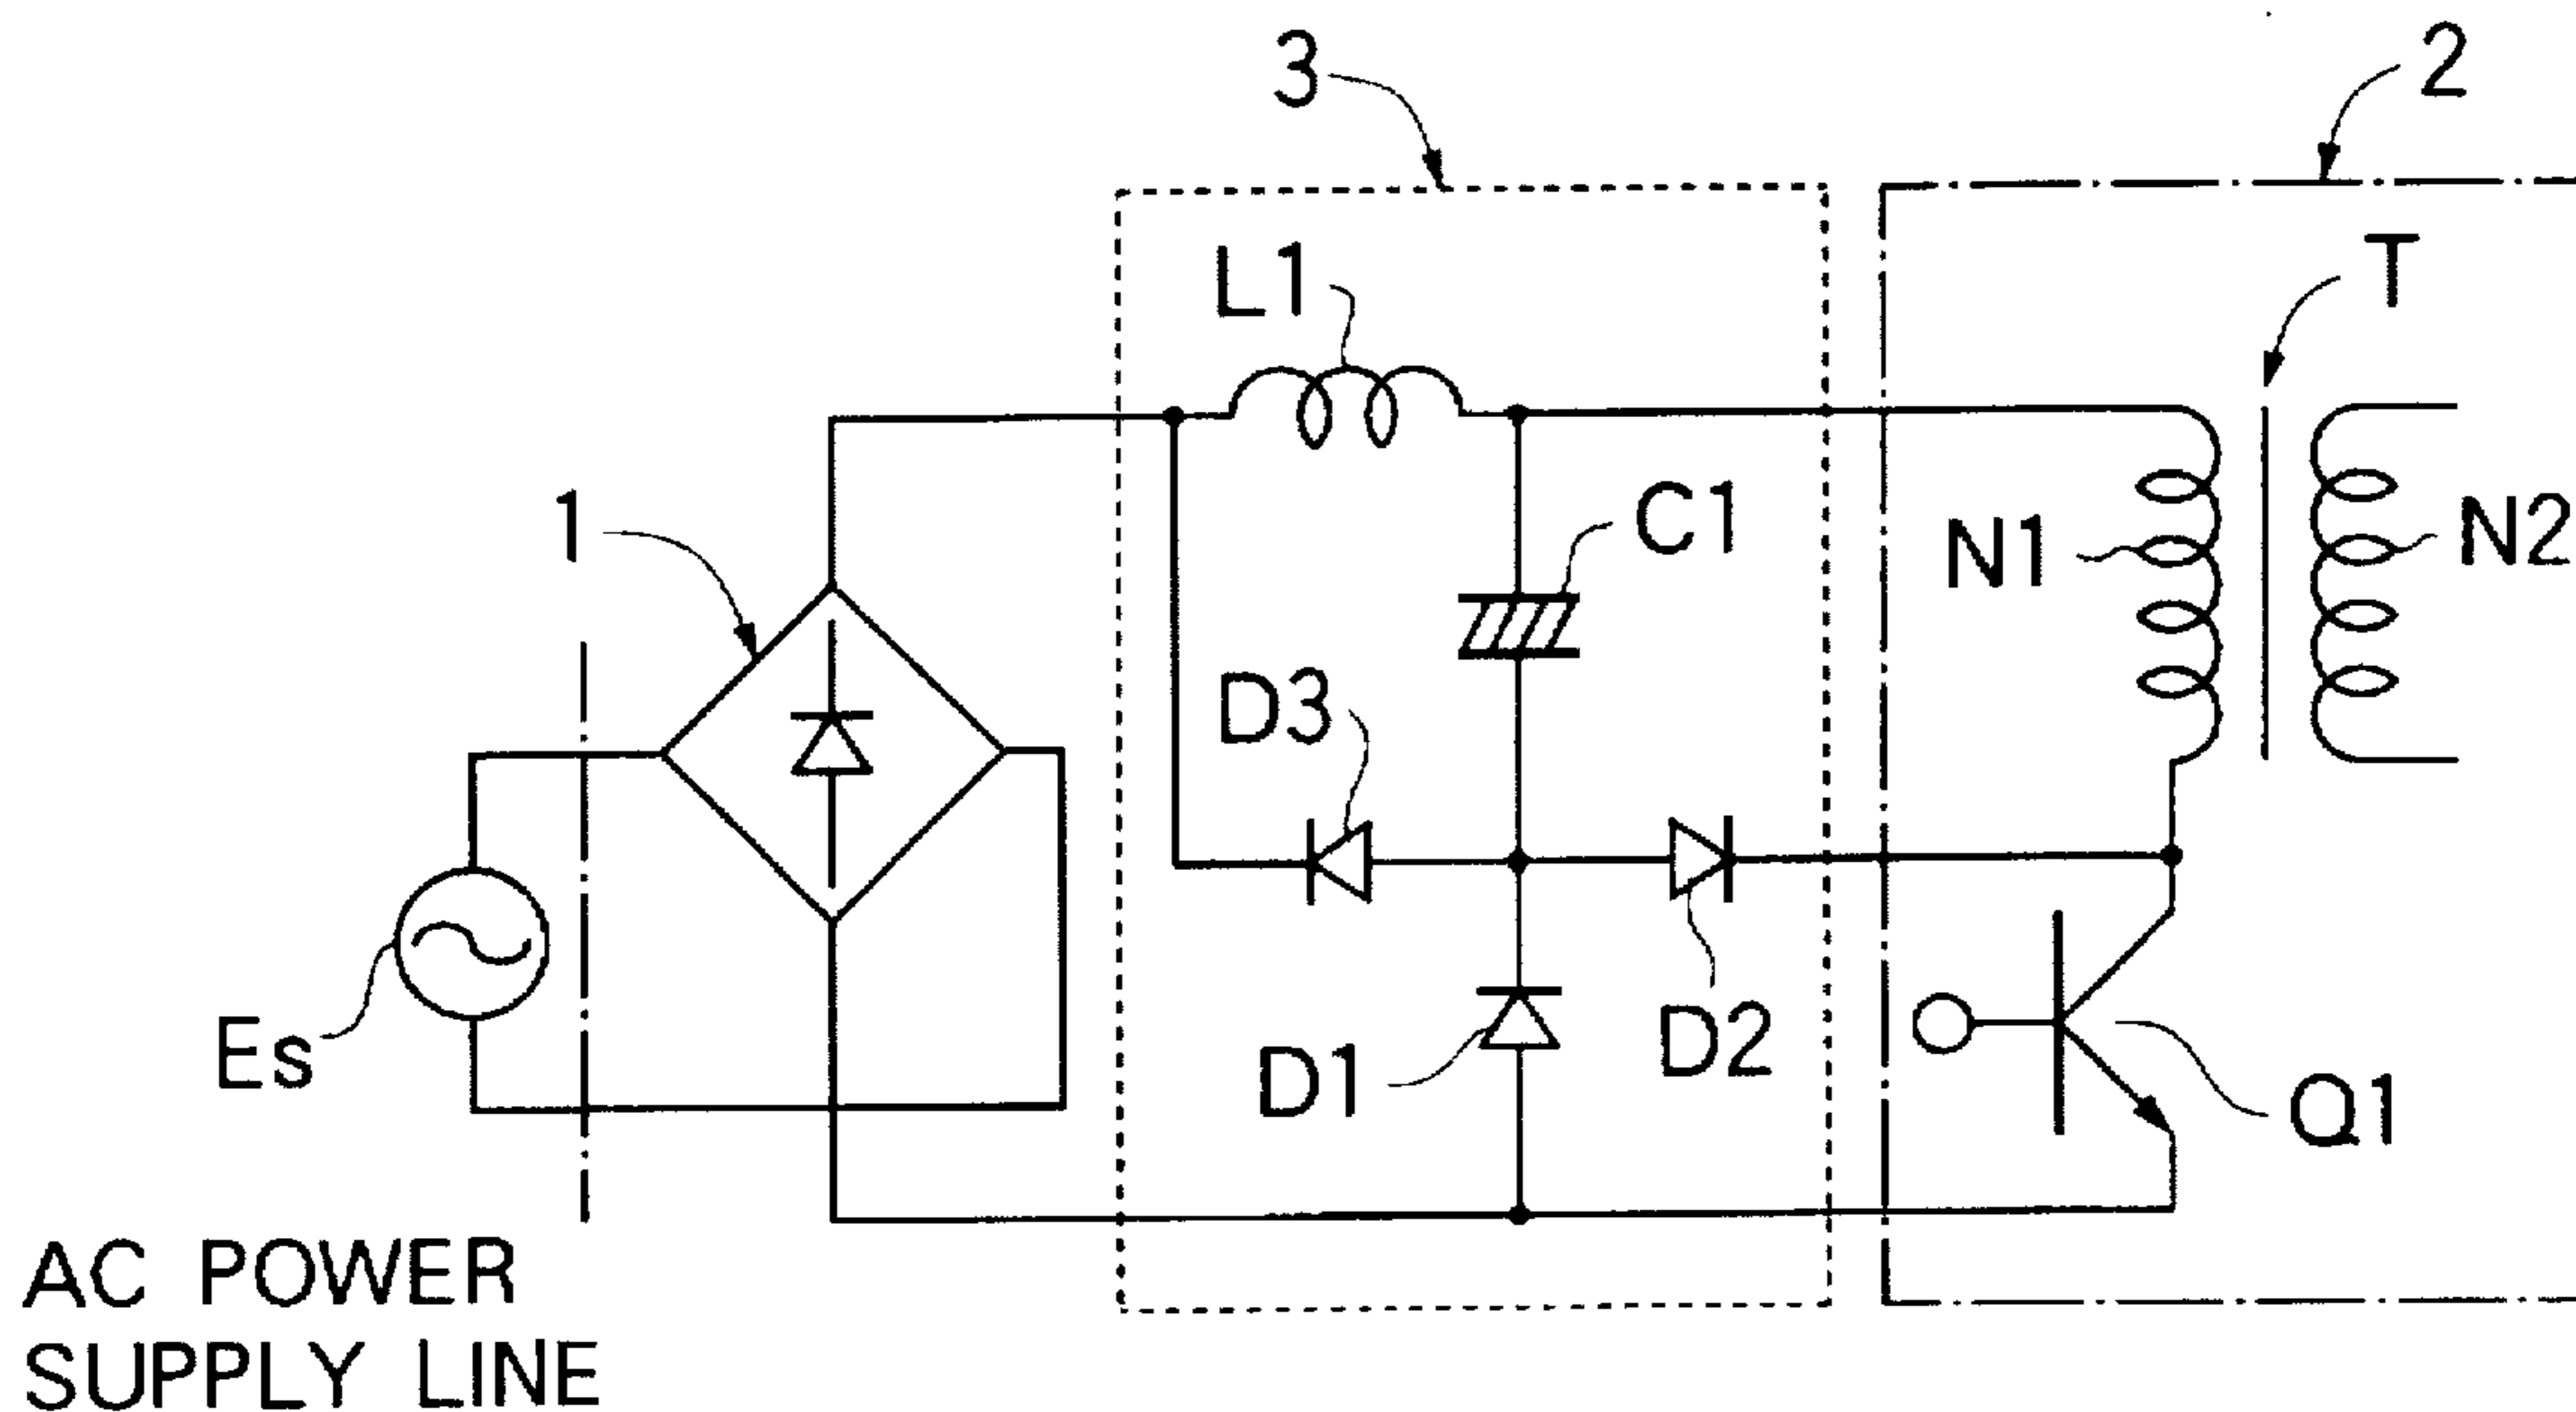 3
2
L1
T
1
C1
N1
N2
D3
Es
D1
D2
Q1
AC POWER
SUPPLY LINE